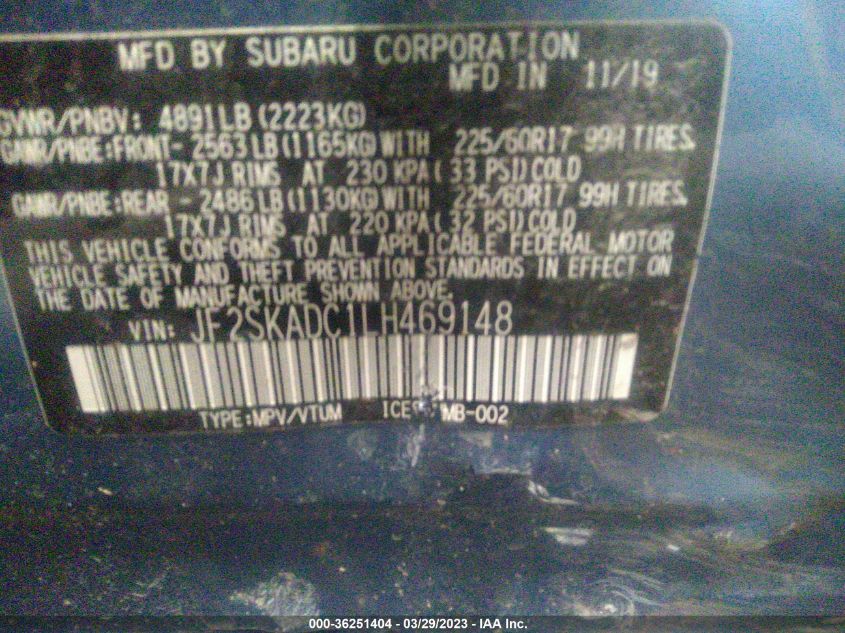 MFD BY SUBARU CORPORATION
MFD IN 11/19
GVWR/PNBV: 4891LB (2223KG)
GAWR/PNBE:FRONT- 2563LB(1165KG)WITH 225/60R17 99H TIRES
17X7J RIMS AT 230 KPA( 33 PSI)COLD
GAWR/PNBE:REAR - 2486LB(1130KG)WITH 225/60R17 99H TIRES
17X7J RIMS AT 220 KPA(32 PSI)COLD
THIS VEHICLE CONFORMS TO ALL APPLICABLE FEDERAL MOTOR
VEHICLE SAFETY AND THEFT PREVENTION STANDARDS IN EFFECT ON
THE DATE OF MANUFACTURE SHOWN ABOVE.
VIN: JF2SKADC1LH469148
TYPE:MPV/VTUM MB-002
000-36251404 - 03/29/2023 - IAA Inc.